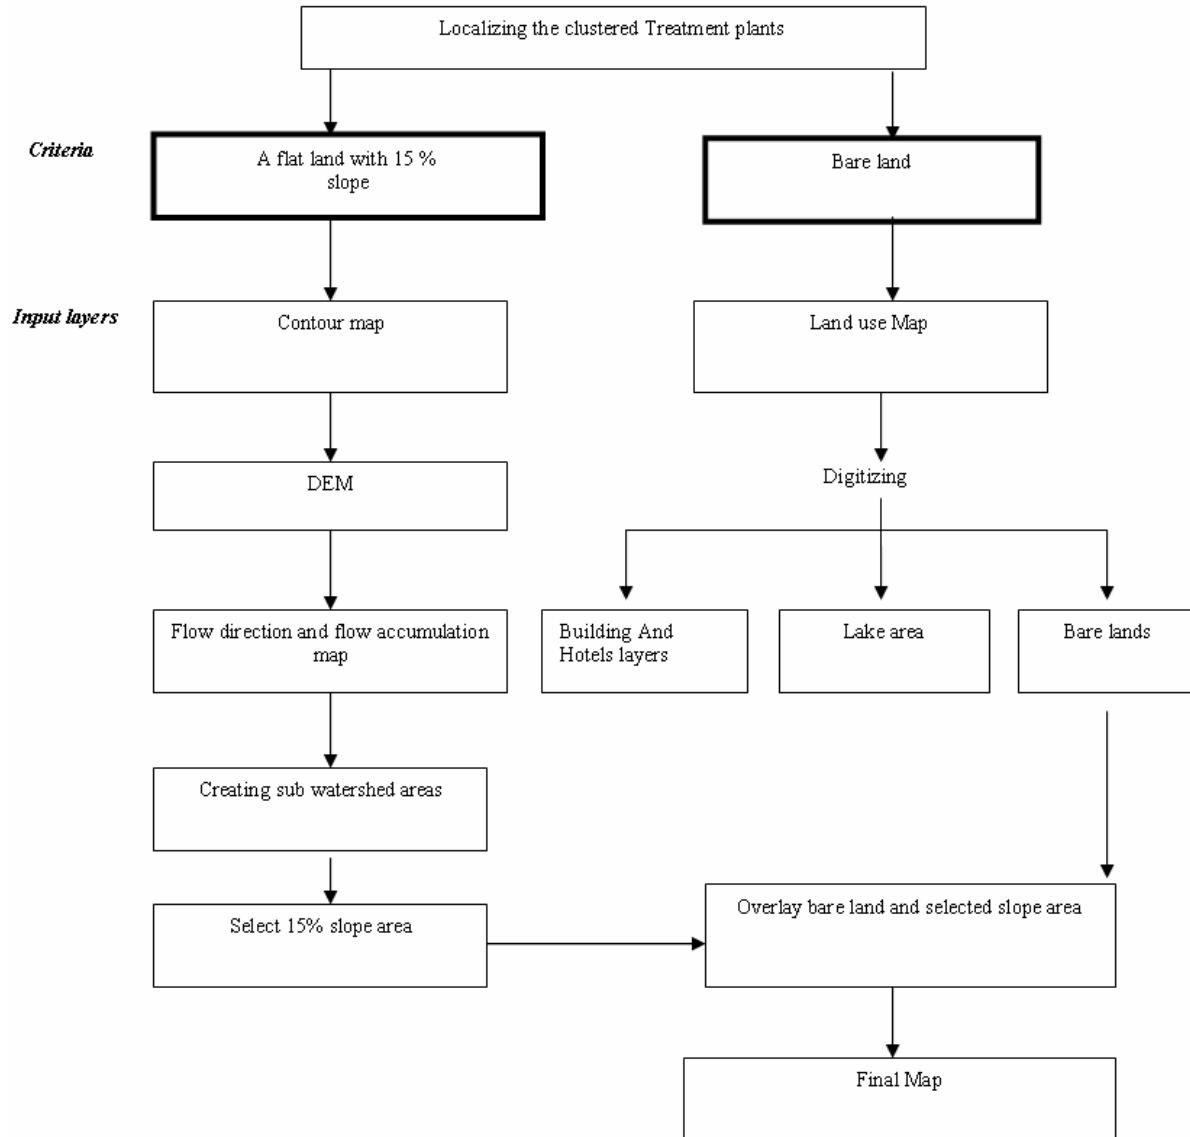 Localizing the clustered Treatment plants
Criteria
A flat land with 15 %
slope
Bare land
Input layers
Contour map
Land use Map
DEM
Digitizing
Flow direction and flow accumulation
map
Building And
Hotels layers
Lake area
Bare lands
Creating sub watershed areas
Select 15% slope area
Overlay bare land and selected slope area
Final Map